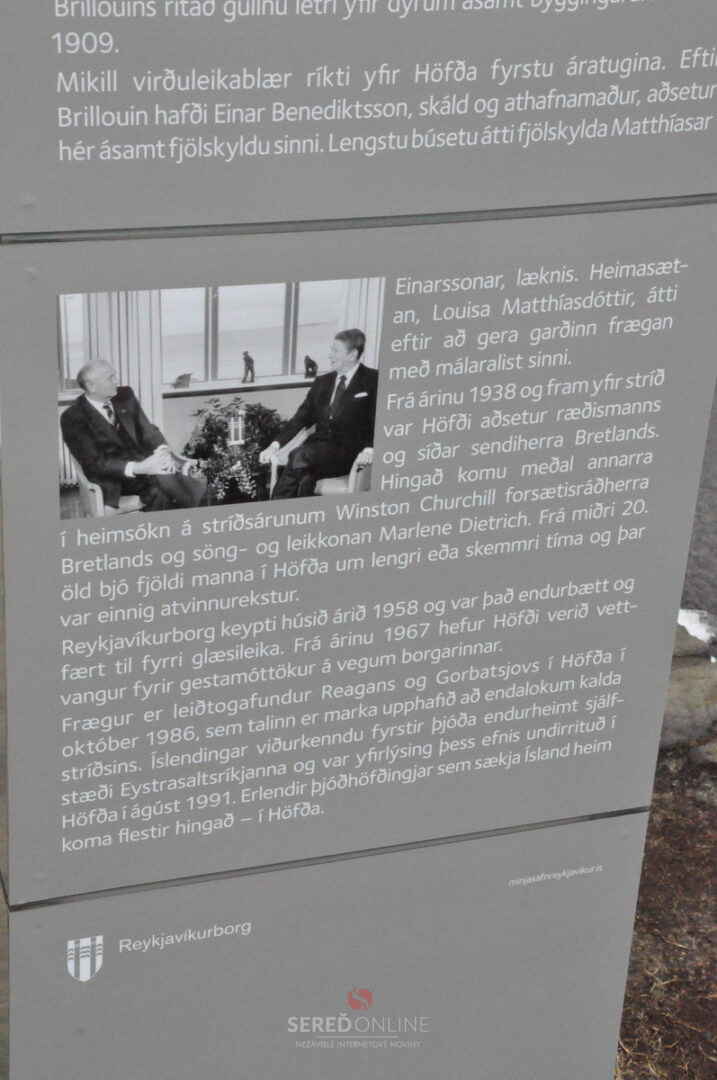 Brillouins ritað gullnu letri yfir dyrum ásamt
1909.
Mikill virðuleikablær ríkti yfir Höfða fyrstu áratugina.
Brillouin hafði Einar Benediktsson, skáld og athafnamaður, aðsetur
hér ásamt fjölskyldu sinni. Lengstu búsetu átti fjölskylda Matthíasar
Einarssonar, læknis. Heimasæt-
an, Louisa Matthíasdóttir, átti
eftir að gera garðinn frægan
með málaralist sinni.
Frá árinu 1938 og fram yfir stríð
var Höfði aðsetur ræðismanns
og síðar sendiherra Bretlands.
Hingað komu meðal annarra
í heimsókn á stríðsárunum Winston Churchill forsætisráðherra
Bretlands og söng- og leikkonan Marlene Dietrich. Frá miðri 20.
öld bjó fjöldi manna í Höfða um lengri eða skemmri tíma og þar
var einnig atvinnurekstur.
Reykjavíkurborg keypti húsið árið 1958 og var það endurbætt og
fært til fyrri glæsileika. Frá árinu 1967 hefur Höfði verið vett-
vangur fyrir gestamóttökur á vegum borgarinnar.
Frægur er leiðtogafundur Reagans og Gorbatsjovs í Höfða í
október 1986, sem talinn er marka upphafið að endalokum kalda
stríðsins. Íslendingar viðurkenndu fyrstir þjóða endurheimt sjálf-
stæði Eystrasaltsríkjanna og var yfirlýsing þess efnis undirrituð í
Höfða í ágúst 1991. Erlendir þjóðhöfðingjar sem sækja Ísland heim
koma flestir hingað – í Höfða.
minjasafnreykjavikur.is
Reykjavíkurborg
SEREĎONLINE
NEZÁVISLÉ INTERNETOVÉ NOVINY